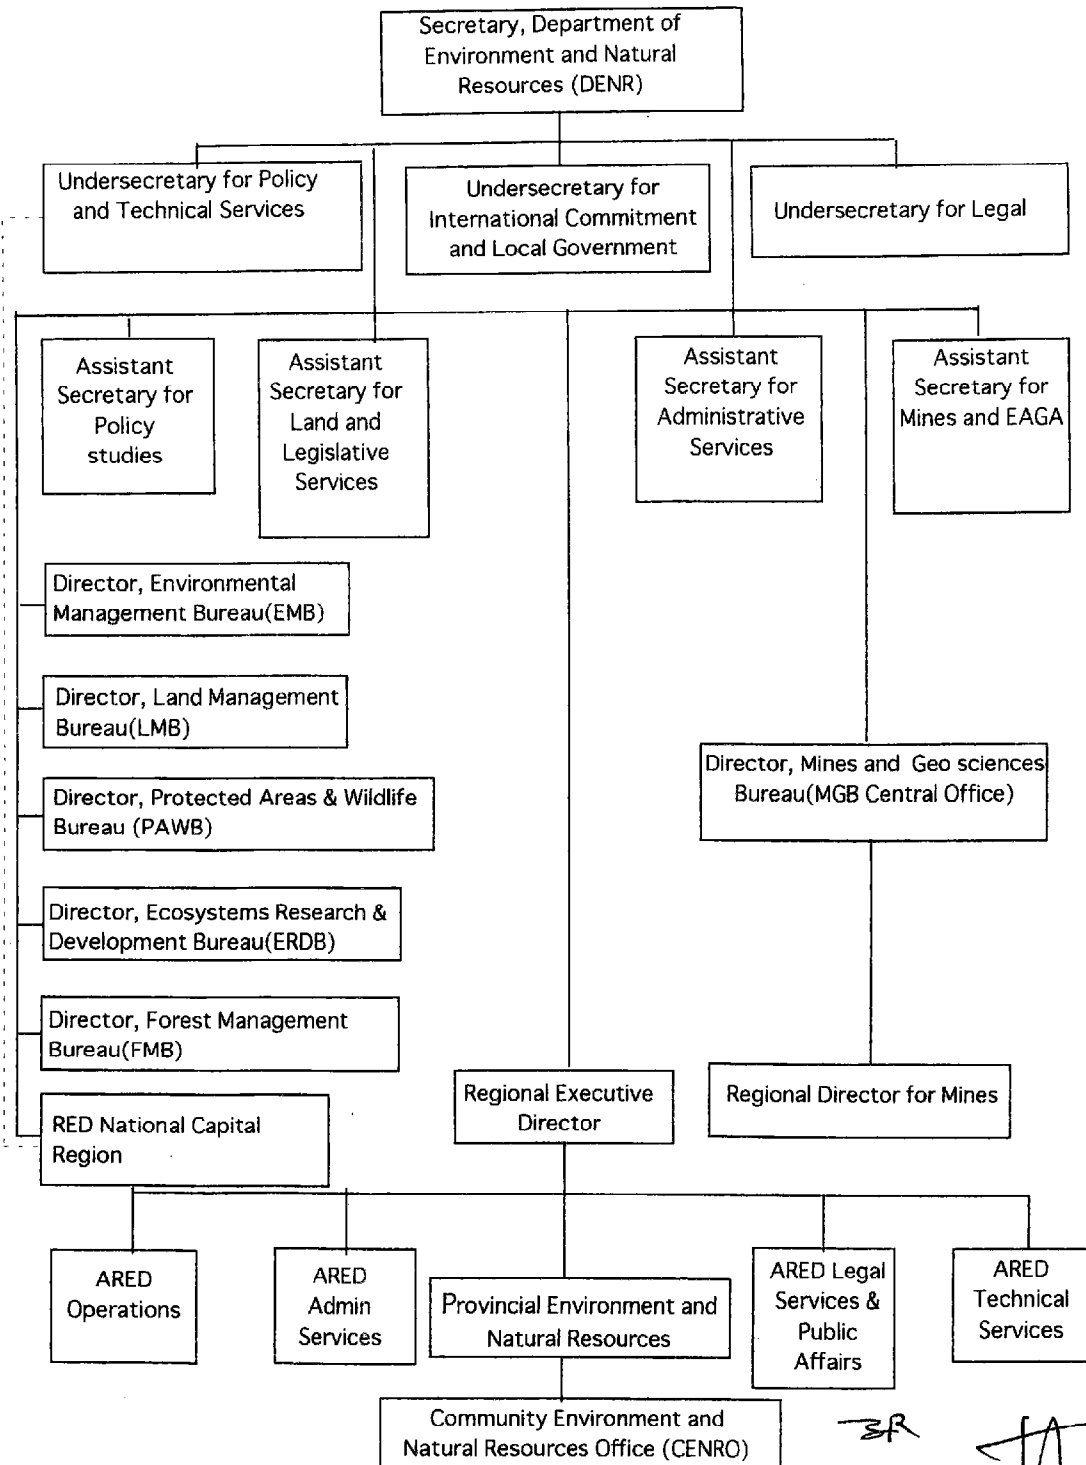 Secretary, Department of
Environment and Natural
Resources (DENR)
Undersecretary for Policy
and Technical Services
Undersecretary for
International Commitment
and Local Government
Undersecretary for Legal
Assistant
Secretary for
Policy
studies
Assistant
Secretary for
Land and
Legislative
Services
Assistant
Secretary for
Administrative
Services
Assistant
Secretary for
Mines and EAGA
Director, Environmental
Management Bureau(EMB)
Director, Land Management
Bureau(LMB)
Director, Protected Areas & Wildlife
Bureau (PAWB)
Director, Ecosystems Research &
Development Bureau(ERDB)
Director, Forest Management
Bureau(FMB)
RED National Capital
Region
Director, Mines and Geo sciences
Bureau(MGB Central Office)
Regional Executive
Director
Regional Director for Mines
ARED
Operations
ARED
Admin
Services
Provincial Environment and
Natural Resources
ARED Legal
Services &
Public
Affairs
ARED
Technical
Services
Community Environment and
Natural Resources Office (CENRO)